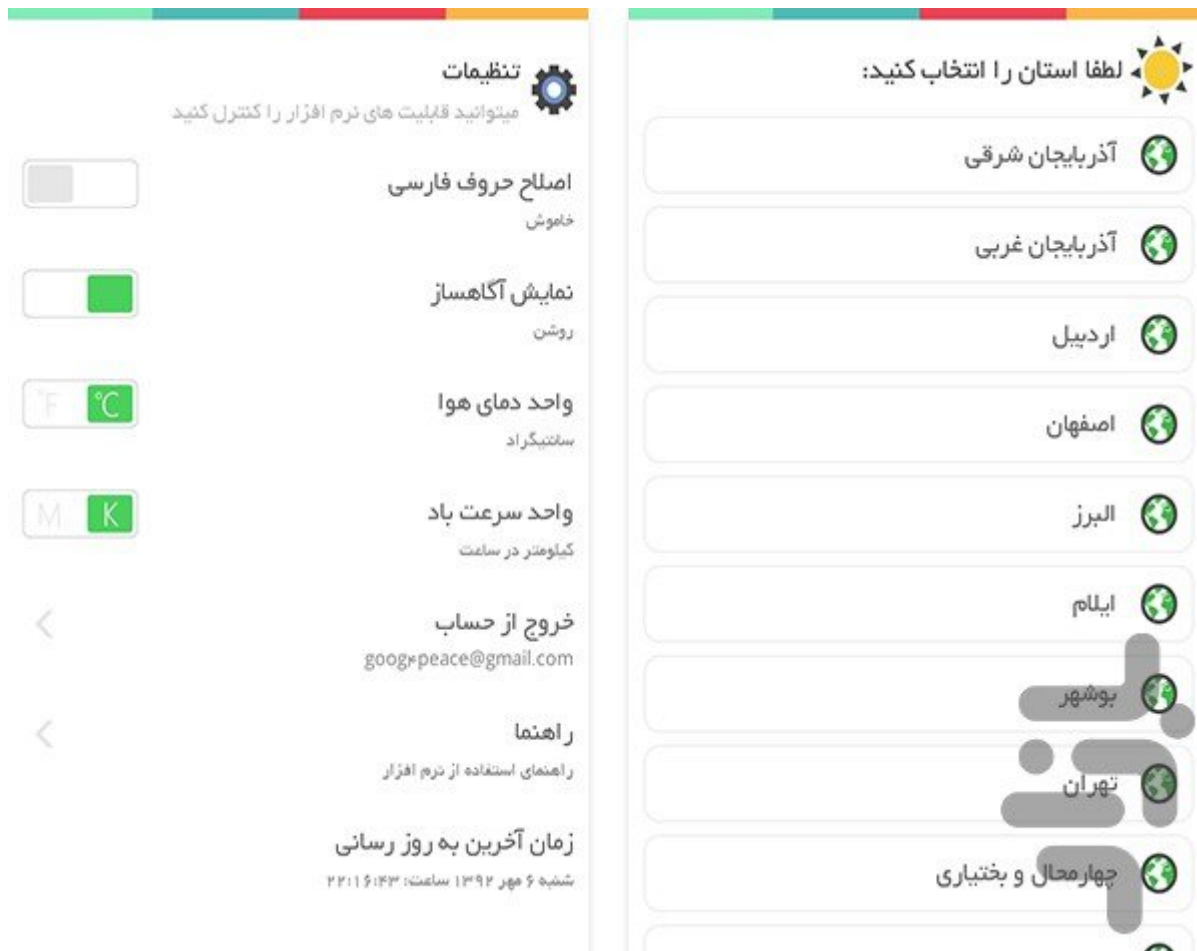 لطفا استان را انتخاب کنید:
آذربایجان شرقی
آذربایجان غربی
اردبیل
اصفهان
البرز
ایلام
بوشهر
تهران
چهارمحال و بختیاری
تنظیمات
میتوانید قابلیت های نرم افزار را کنترل کنید
اصلاح حروف فارسی
خاموش
نمایش آگاهساز
روشن
واحد دمای هوا
°F °C
سانتیگراد
واحد سرعت باد
M K
کیلومتر در ساعت
خروج از حساب
goog۴peace@gmail.com
راهنما
راهنمای استفاده از نرم افزار
زمان آخرین به روز رسانی
شنبه ۶ مهر ۱۳۹۲ ساعت: ۲۲:۱۶:۴۳